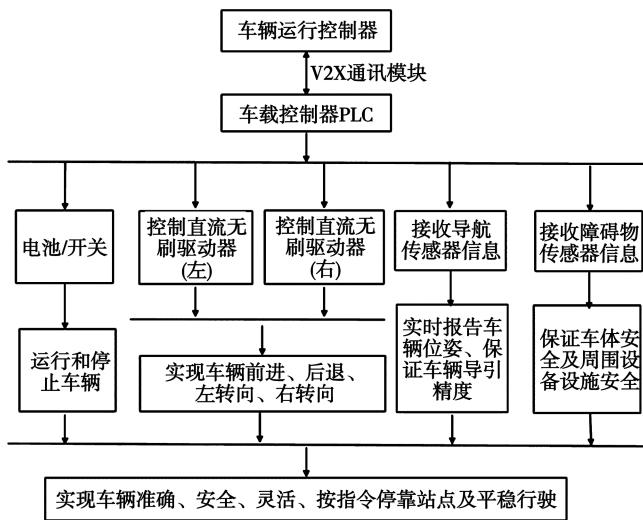 车辆运行控制器
V2X通讯模块
车载控制器PLC
电池/开关
控制直流无
刷驱动器
(左)
控制直流无
刷驱动器
(右)
接收导航
传感器信息
接收障碍物
传感器信息
运行和停
止车辆
实现车辆前进、后退、
左转向、右转向
实时报告车
辆位姿、保
证车辆导引
精度
保证车体安
全及周围设
备设施安全
实现车辆准确、安全、灵活、按指令停靠站点及平稳行驶